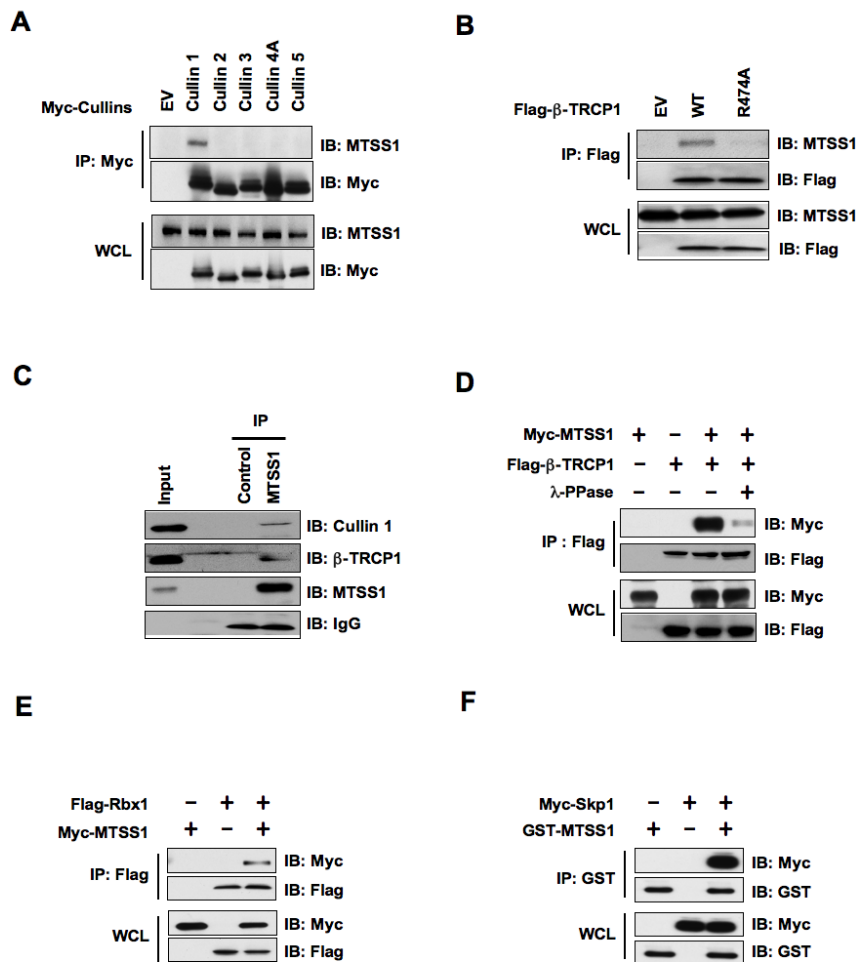 A
Myc-Cullins
EV
Cullin 1
Cullin 2
Cullin 3
Cullin 4A
Cullin 5
IP: Myc
IB: MTSS1
IB: Myc
WCL
IB: MTSS1
IB: Myc
B
Flag-β-TRCP1
EV
WT
R474A
IP: Flag
IB: MTSS1
IB: Flag
WCL
IB: MTSS1
IB: Flag
C
IP
Input
Control
MTSS1
IB: Cullin 1
IB: β-TRCP1
IB: MTSS1
IB: IgG
D
Myc-MTSS1 + – + +
Flag-β-TRCP1 – + + +
λ-PPase – – – +
IP : Flag
IB: Myc
IB: Flag
WCL
IB: Myc
IB: Flag
E
Flag-Rbx1 – + +
Myc-MTSS1 + – +
IP: Flag
IB: Myc
IB: Flag
WCL
IB: Myc
IB: Flag
F
Myc-Skp1 – + +
GST-MTSS1 + – +
IP: GST
IB: Myc
IB: GST
WCL
IB: Myc
IB: GST